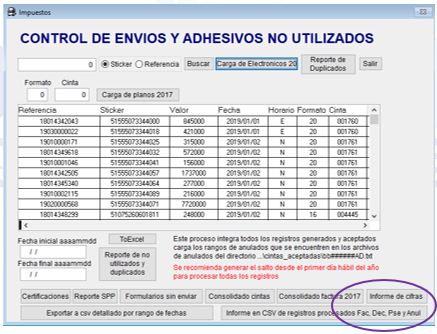 Impuestos
CONTROL DE ENVIOS Y ADHESIVOS NO UTILIZADOS
0 Sticker Referencia Buscar Carga de Electronicos 20 Reporte de Duplicados Salir
Formato Cinta
0 0 Carga de planos 2017
Referencia Sticker Valor Fecha Horario Formato Cinta
18014342043 51555073344000 845000 2019/01/01 E 20 001760
19030000022 51555073344018 421000 2019/01/01 E 20 001760
19010000171 51555073344025 315000 2019/01/02 N 20 001761
18014349618 51555073344032 572000 2019/01/02 N 20 001761
19010001046 51555073344041 156000 2019/01/02 N 20 001761
18014342505 51555073344057 1737000 2019/01/02 N 20 001761
18014345340 51555073344064 277000 2019/01/02 N 20 001761
19010002115 51555073344089 216000 2019/01/02 N 20 001761
19020000568 51555073344071 7720000 2019/01/02 N 20 001761
18014348299 51075260601811 248000 2019/01/02 N 16 004445
Fecha inicial aaaammdd
/ /
Fecha final aaaammdd
/ /
ToExcel
Reporte de no utilizados y duplicados
Este proceso integra todos los registros generados y aceptados
carga los rangos de anulados que se encuentren en los archivos
de anulados del directorio ...\cintas_aceptadas\bb######AD.txt
Se recomienda generar el salto desde el primer día hábil del año
para procesar todos los registros
Certificaciones Reporte SPP Formularios sin enviar Consolidado cintas Consolidado factura 2017 Informe de cifras
Exportar a csv detallado por rango de fechas Informe en CSV de registros procesados Fac, Dec, Pse y Anul